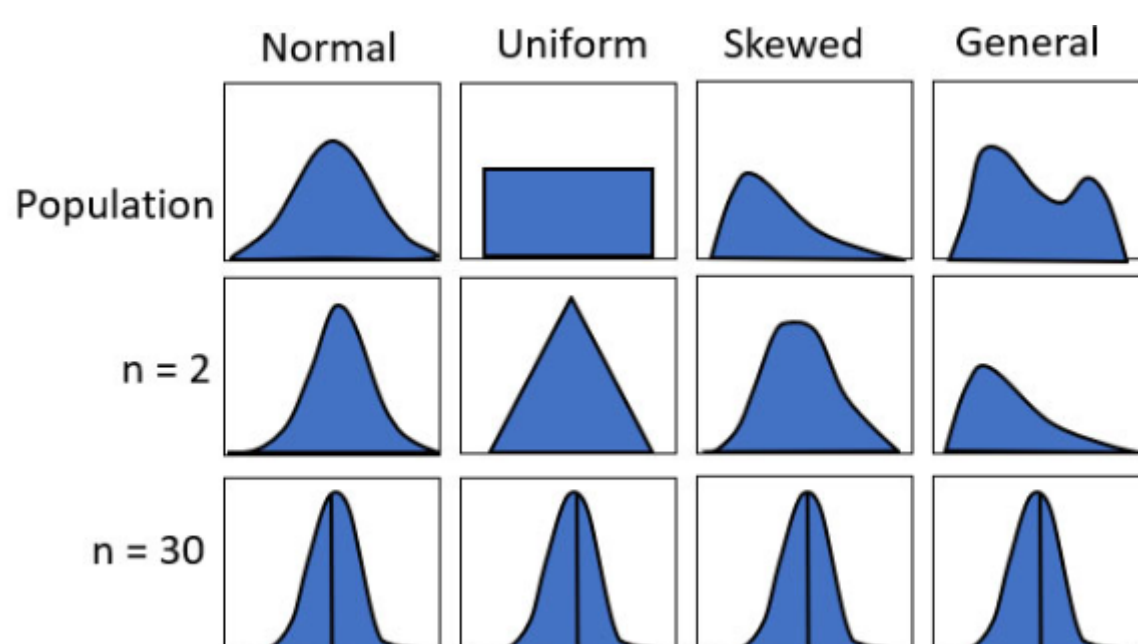 Normal Uniform Skewed General
Population
n = 2
n = 30